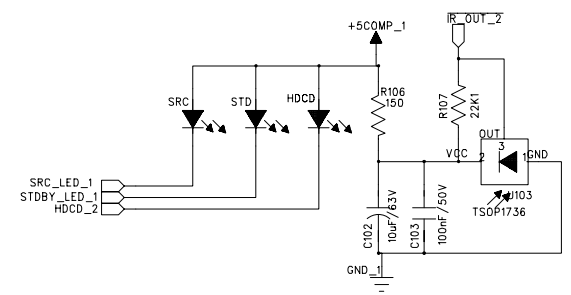 +5COMP_1
IR_OUT_2
SRC
STD
HDCD
R106
150
R107
22K1
OUT
3
VCC
2
1
GND
U103
TSOP1736
SRC_LED_1
STDBY_LED_1
HDCD_2
C102
10uF/63V
C103
100nF/50V
GND_1